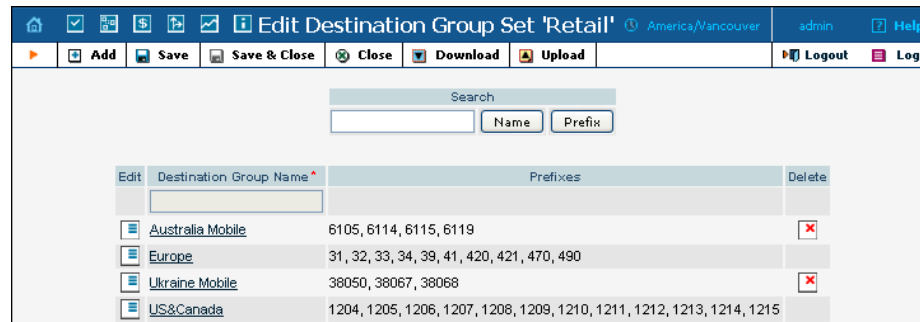 Edit Destination Group Set 'Retail' America/Vancouver admin ? Help
Add Save Save & Close Close Download Upload Logout Log
Search
Name Prefix
Edit Destination Group Name * Prefixes Delete
Australia Mobile 6105, 6114, 6115, 6119
Europe 31, 32, 33, 34, 39, 41, 420, 421, 470, 490
Ukraine Mobile 38050, 38067, 38068
US&Canada 1204, 1205, 1206, 1207, 1208, 1209, 1210, 1211, 1212, 1213, 1214, 1215